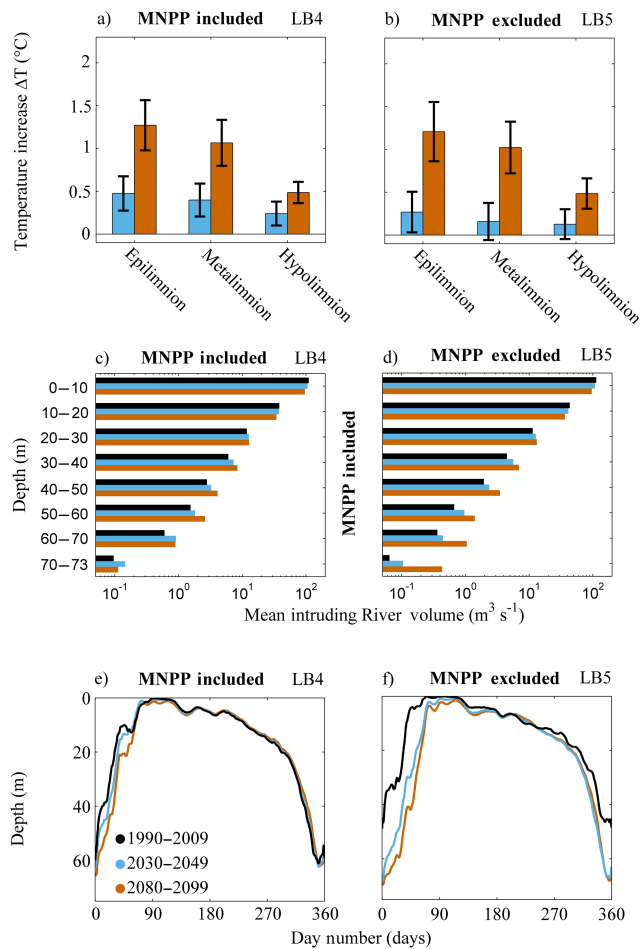 a) MNPP included LB4
b) MNPP excluded LB5
Temperature increase ΔT (°C)
2
1.5
1
0.5
0
Epilimnion
Metalimnion
Hypolimnion
Epilimnion
Metalimnion
Hypolimnion
c) MNPP included LB4
d) MNPP excluded LB5
Depth (m)
0−10
10−20
20−30
30−40
40−50
50−60
60−70
70−73
MNPP included
10⁻¹ 10⁰ 10¹ 10² 10⁻¹ 10⁰ 10¹ 10²
Mean intruding River volume (m³ s⁻¹)
e) MNPP included LB4
f) MNPP excluded LB5
Depth (m)
0
20
40
60
1990−2009
2030−2049
2080−2099
0 90 180 270 360 0 90 180 270 360
Day number (days)